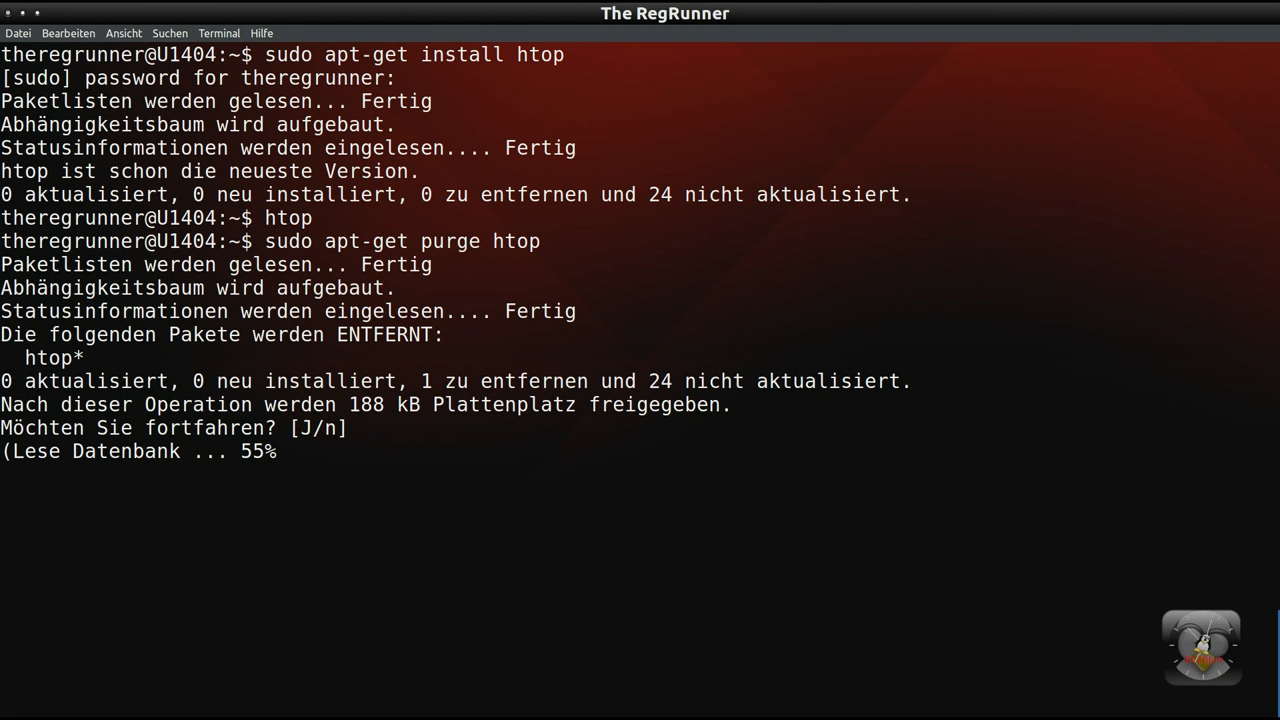 The RegRunner
Datei Bearbeiten Ansicht Suchen Terminal Hilfe
theregrunner@U1404:~$ sudo apt-get install htop
[sudo] password for theregrunner:
Paketlisten werden gelesen... Fertig
Abhängigkeitsbaum wird aufgebaut.
Statusinformationen werden eingelesen.... Fertig
htop ist schon die neueste Version.
0 aktualisiert, 0 neu installiert, 0 zu entfernen und 24 nicht aktualisiert.
theregrunner@U1404:~$ htop
theregrunner@U1404:~$ sudo apt-get purge htop
Paketlisten werden gelesen... Fertig
Abhängigkeitsbaum wird aufgebaut.
Statusinformationen werden eingelesen.... Fertig
Die folgenden Pakete werden ENTFERNT:
  htop*
0 aktualisiert, 0 neu installiert, 1 zu entfernen und 24 nicht aktualisiert.
Nach dieser Operation werden 188 kB Plattenplatz freigegeben.
Möchten Sie fortfahren? [J/n]
(Lese Datenbank ... 55%